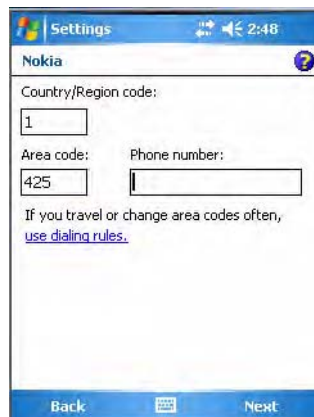 Settings 2:48
Nokia
Country/Region code:
1
Area code: Phone number:
425
If you travel or change area codes often,
use dialing rules.
Back Next